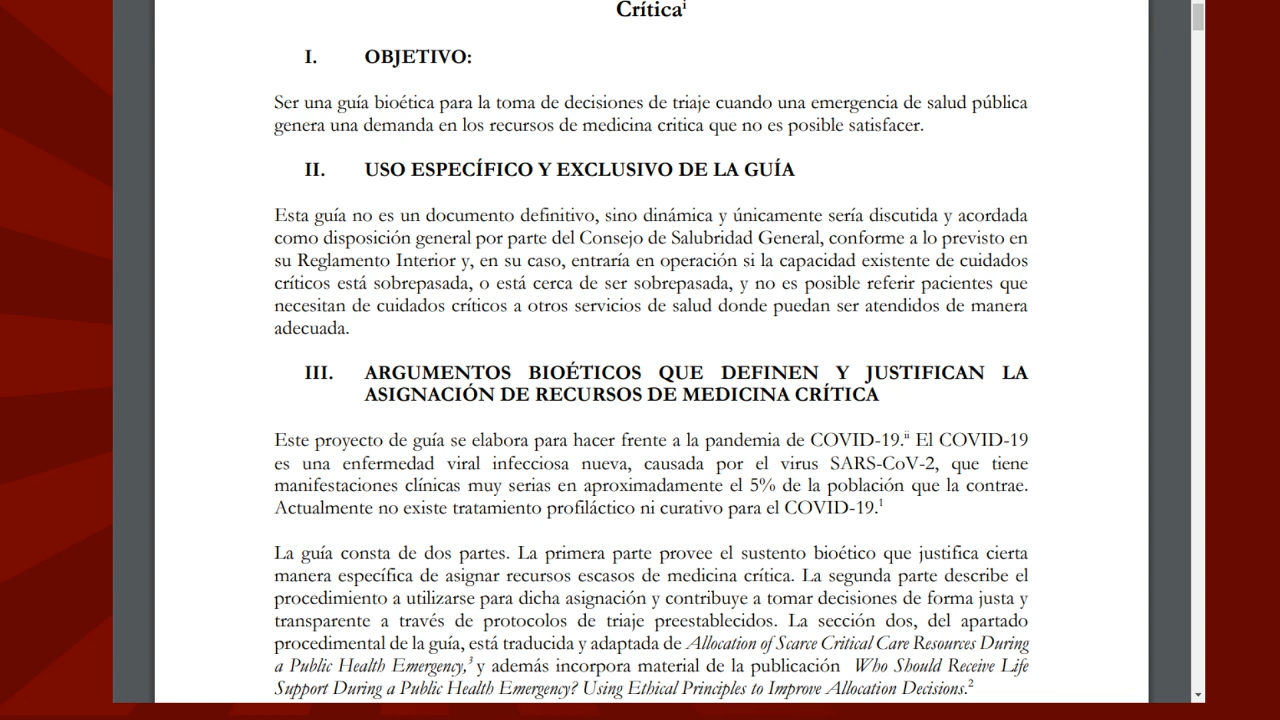 Críticaⁱ
I. OBJETIVO:
Ser una guía bioética para la toma de decisiones de triaje cuando una emergencia de salud pública
genera una demanda en los recursos de medicina critica que no es posible satisfacer.
II. USO ESPECÍFICO Y EXCLUSIVO DE LA GUÍA
Esta guía no es un documento definitivo, sino dinámica y únicamente sería discutida y acordada
como disposición general por parte del Consejo de Salubridad General, conforme a lo previsto en
su Reglamento Interior y, en su caso, entraría en operación si la capacidad existente de cuidados
críticos está sobrepasada, o está cerca de ser sobrepasada, y no es posible referir pacientes que
necesitan de cuidados críticos a otros servicios de salud donde puedan ser atendidos de manera
adecuada.
III. ARGUMENTOS BIOÉTICOS QUE DEFINEN Y JUSTIFICAN LA
ASIGNACIÓN DE RECURSOS DE MEDICINA CRÍTICA
Este proyecto de guía se elabora para hacer frente a la pandemia de COVID-19.ⁱⁱ El COVID-19
es una enfermedad viral infecciosa nueva, causada por el virus SARS-CoV-2, que tiene
manifestaciones clínicas muy serias en aproximadamente el 5% de la población que la contrae.
Actualmente no existe tratamiento profiláctico ni curativo para el COVID-19.¹
La guía consta de dos partes. La primera parte provee el sustento bioético que justifica cierta
manera específica de asignar recursos escasos de medicina crítica. La segunda parte describe el
procedimiento a utilizarse para dicha asignación y contribuye a tomar decisiones de forma justa y
transparente a través de protocolos de triaje preestablecidos. La sección dos, del apartado
procedimental de la guía, está traducida y adaptada de Allocation of Scarce Critical Care Resources During
a Public Health Emergency,³ y además incorpora material de la publicación Who Should Receive Life
Support During a Public Health Emergency? Using Ethical Principles to Improve Allocation Decisions.²